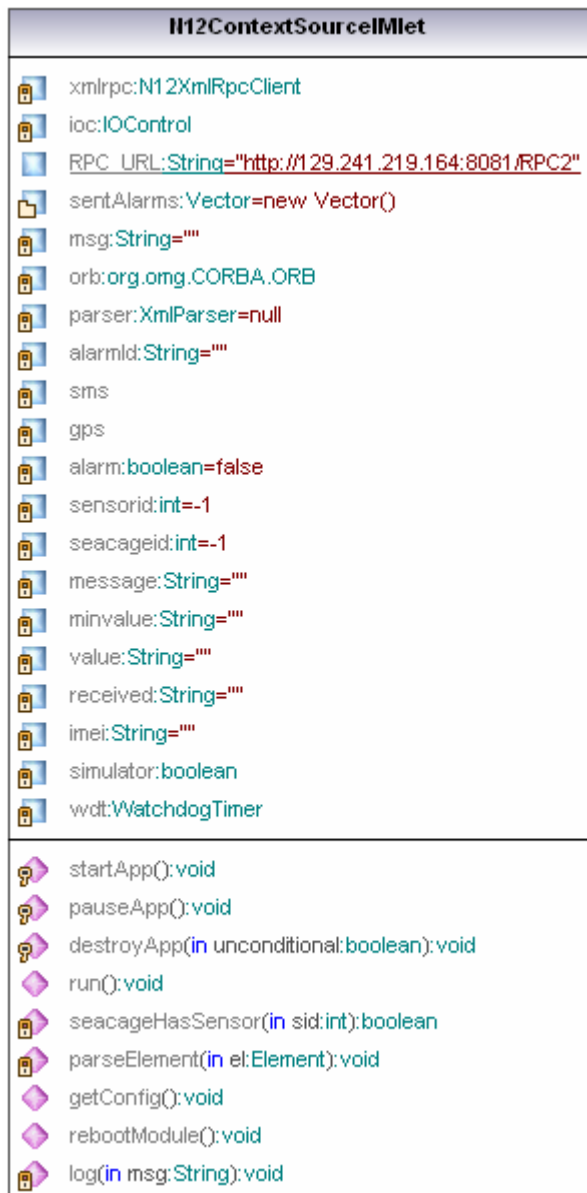 N12ContextSourceIMlet
xmlrpc:N12XmlRpcClient
ioc:IOControl
RPC_URL:String="http://129.241.219.164:8081/RPC2"
sentAlarms:Vector=new Vector()
msg:String=""
orb:org.omg.CORBA.ORB
parser:XmlParser=null
alarmId:String=""
sms
gps
alarm:boolean=false
sensorid:int=-1
seacageid:int=-1
message:String=""
minvalue:String=""
value:String=""
received:String=""
imei:String=""
simulator:boolean
wdt:WatchdogTimer
startApp():void
pauseApp():void
destroyApp(in unconditional:boolean):void
run():void
seacageHasSensor(in sid:int):boolean
parseElement(in el:Element):void
getConfig():void
rebootModule():void
log(in msg:String):void